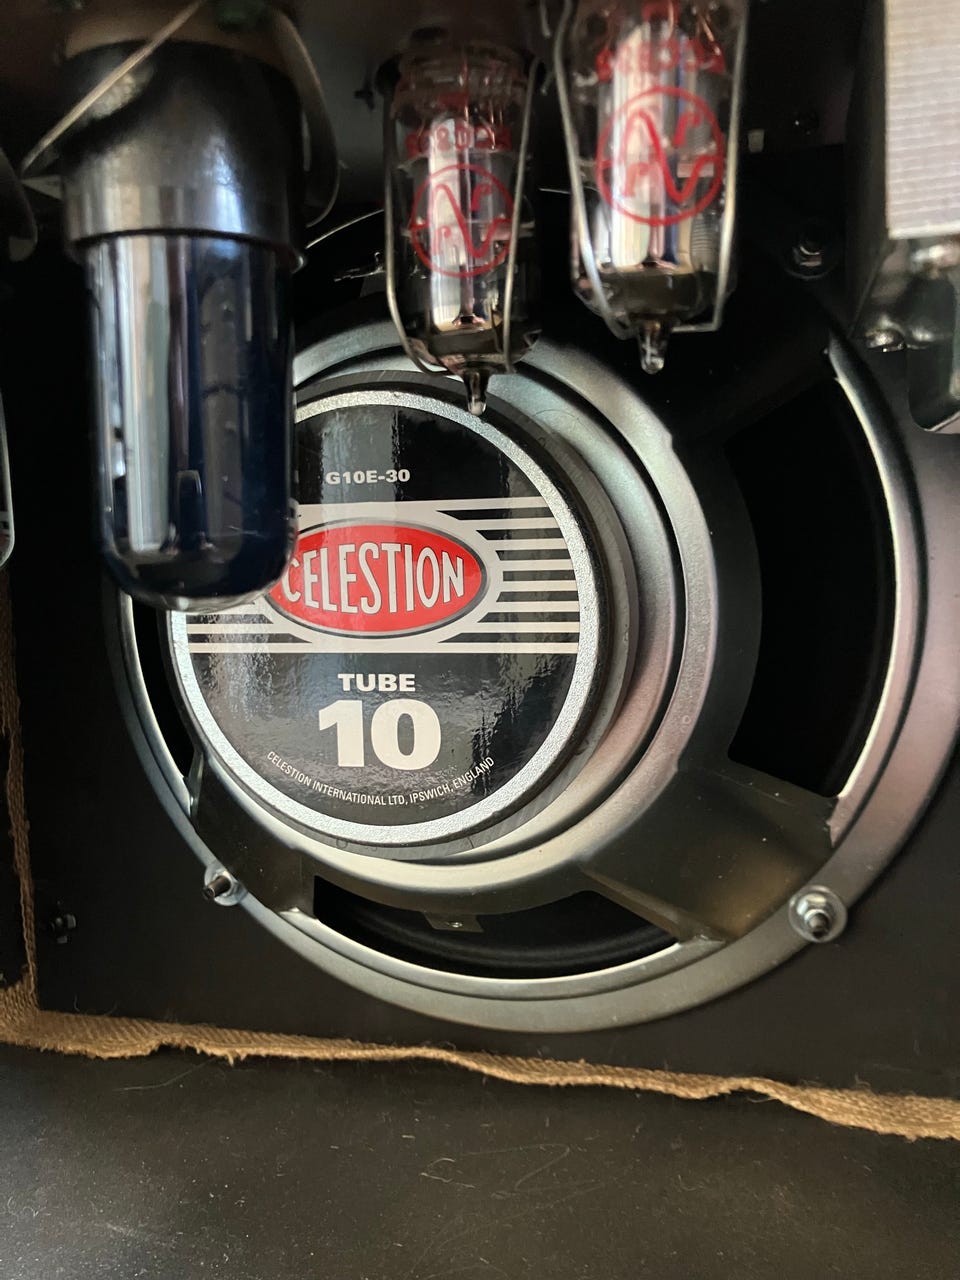 G10E-30
CELESTION
TUBE
10
CELESTION INTERNATIONAL LTD, IPSWICH, ENGLAND